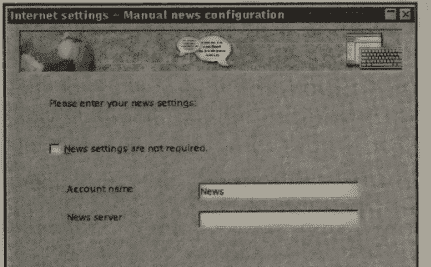 Internet settings - Manual news configuration
Please enter your news settings:
News settings are not required.
Account name
News
News server